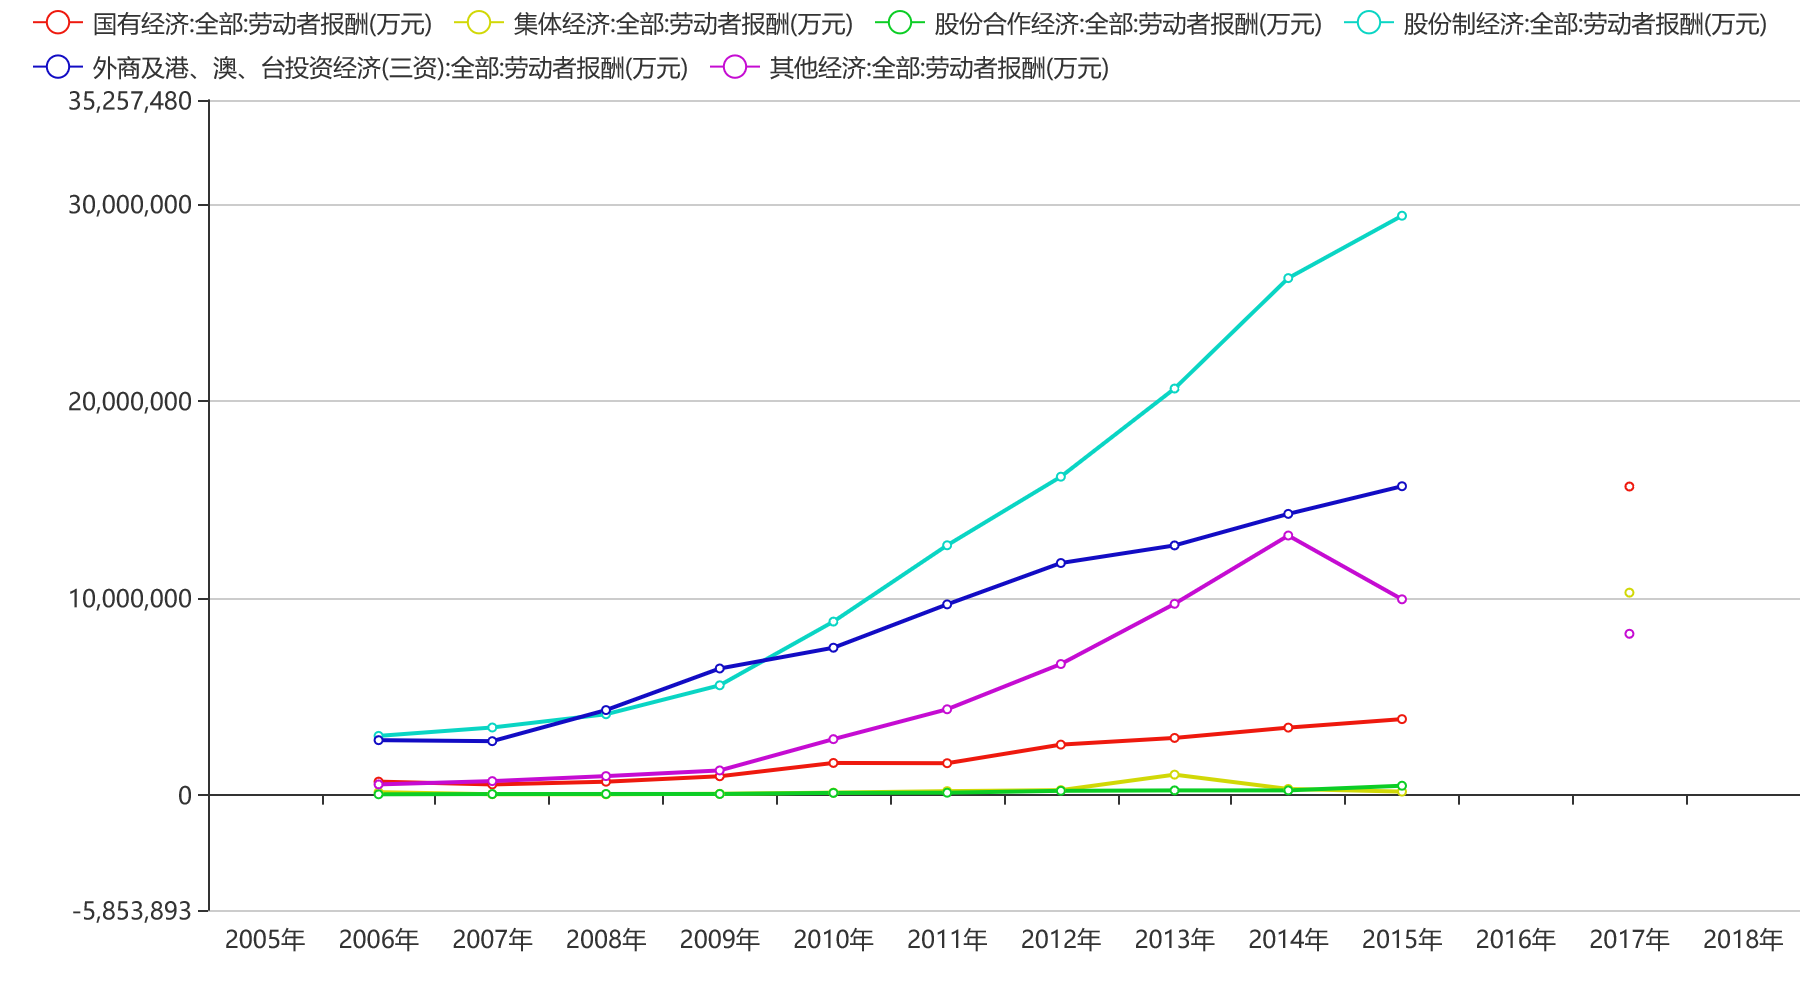 国有经济:全部:劳动者报酬(万元) 集体经济:全部:劳动者报酬(万元) 股份合作经济:全部:劳动者报酬(万元) 股份制经济:全部:劳动者报酬(万元)
外商及港、澳、台投资经济(三资):全部:劳动者报酬(万元) 其他经济:全部:劳动者报酬(万元)
35,257,480
30,000,000
20,000,000
10,000,000
0
-5,853,893
2005年 2006年 2007年 2008年 2009年 2010年 2011年 2012年 2013年 2014年 2015年 2016年 2017年 2018年